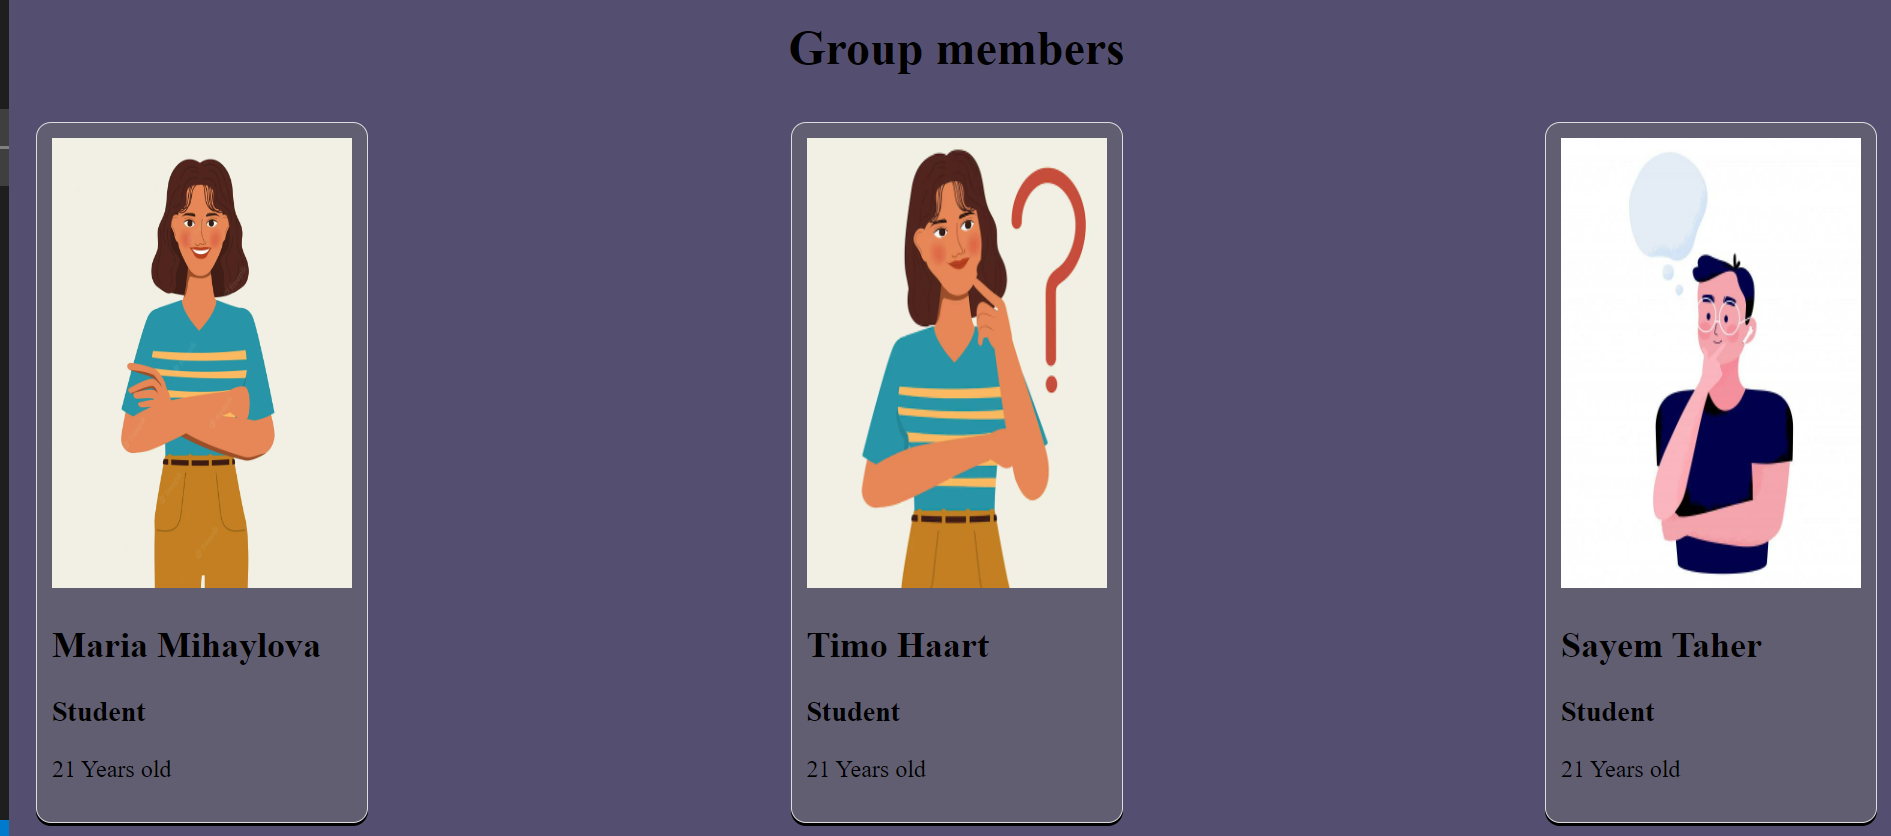 Group members
Maria Mihaylova
Student
21 Years old
Timo Haart
Student
21 Years old
Sayem Taher
Student
21 Years old